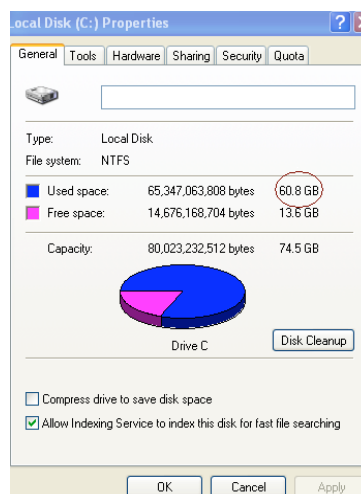 ocal Disk (C:) Properties
General Tools Hardware Sharing Security Quota
Type: Local Disk
File system: NTFS
Used space: 65,347,063,808 bytes 60.8 GB
Free space: 14,676,168,704 bytes 13.6 GB
Capacity: 80,023,232,512 bytes 74.5 GB
Drive C
Disk Cleanup
Compress drive to save disk space
Allow Indexing Service to index this disk for fast file searching
OK Cancel Apply